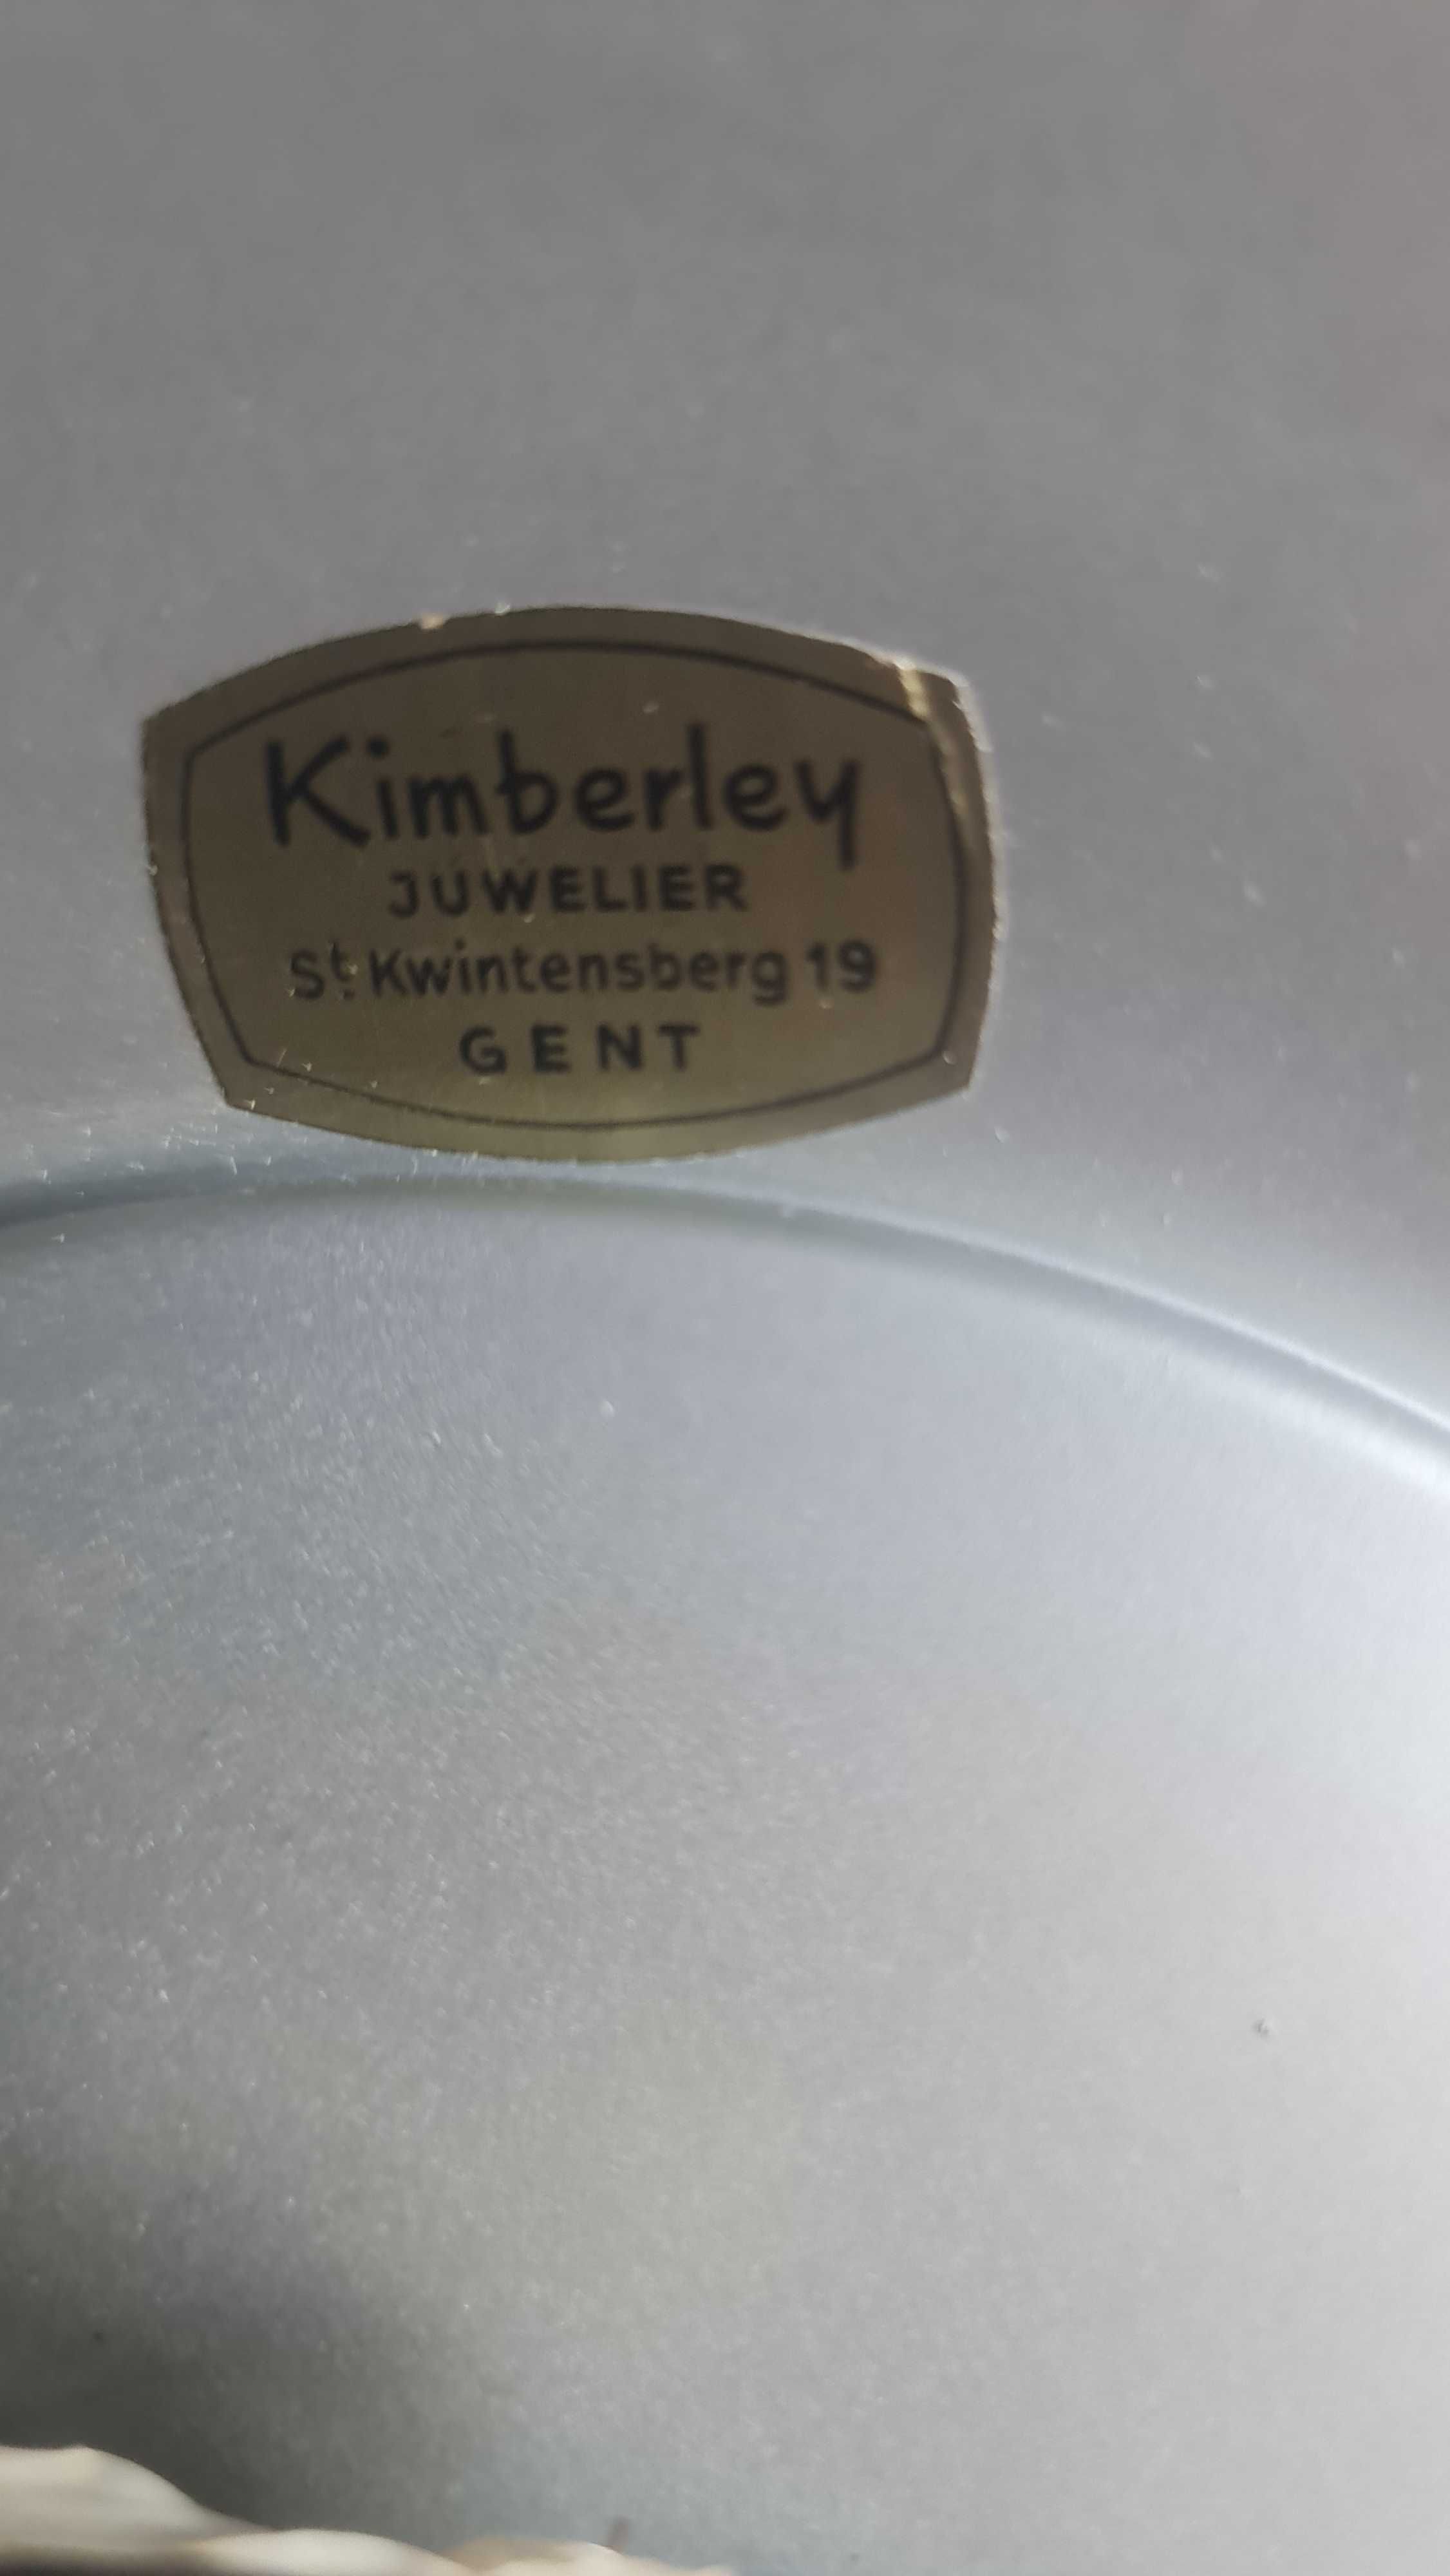 Kimberley
JUWELIER
St. Kwintensberg 19
GENT